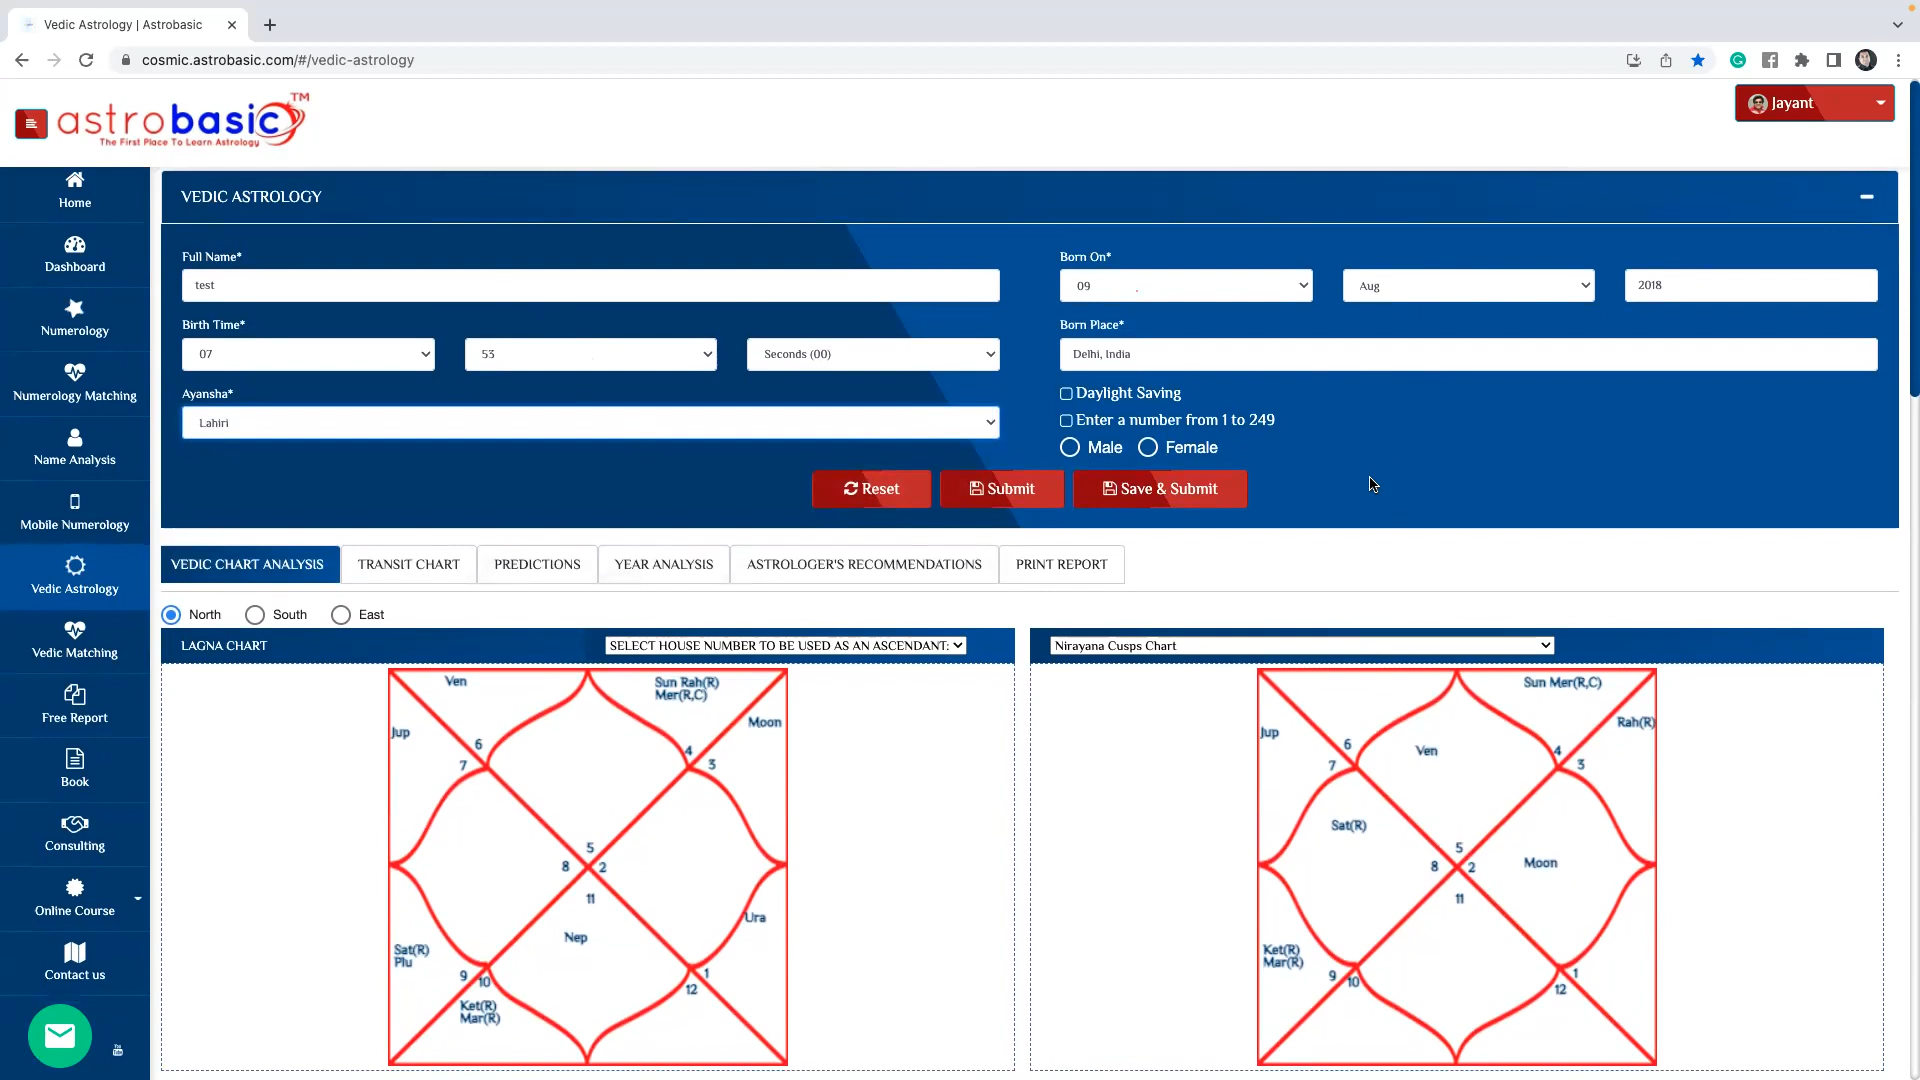 Vedic Astrology | Astrobasic
cosmic.astrobasic.com/#/vedic-astrology
astrobasic TM
The First Place To Learn Astrology
Jayant
Home
Dashboard
Numerology
Numerology Matching
Name Analysis
Mobile Numerology
Vedic Astrology
Vedic Matching
Free Report
Book
Consulting
Online Course
Contact us
You Tube
VEDIC ASTROLOGY
Full Name*
test
Born On*
09 Aug 2018
Birth Time*
07 53 Seconds (00)
Born Place*
Delhi, India
Ayansha*
Lahiri
Daylight Saving
Enter a number from 1 to 249
Male Female
Reset Submit Save & Submit
VEDIC CHART ANALYSIS TRANSIT CHART PREDICTIONS YEAR ANALYSIS ASTROLOGER'S RECOMMENDATIONS PRINT REPORT
North South East
LAGNA CHART SELECT HOUSE NUMBER TO BE USED AS AN ASCENDANT:
Ven
Sun Rah(R)
Mer(R,C)
Jup
Moon
6
4
7
3
5
8 2
11
Ura
Nep
Sat(R)
Plu
9
10
1
12
Ket(R)
Mar(R)
Nirayana Cusps Chart
Sun Mer(R,C)
Jup
Rah(R)
6
Ven
4
7
3
Sat(R)
5
8 2
Moon
11
Ket(R)
Mar(R)
9
10
1
12